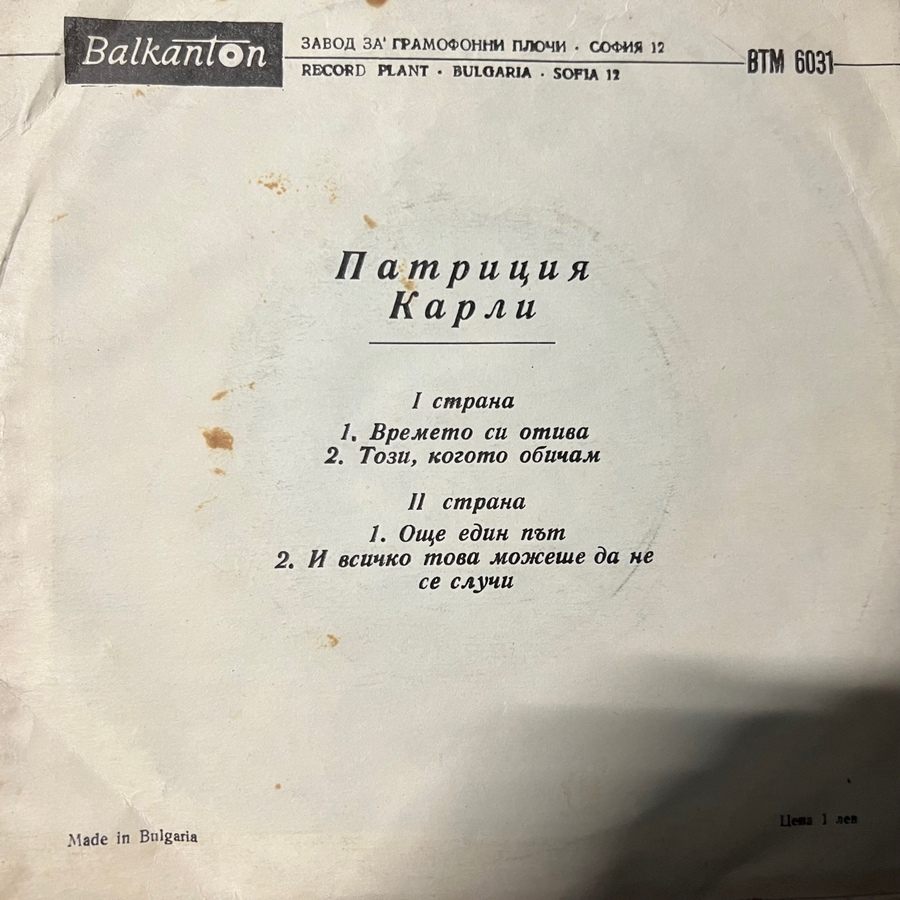 Balkanton
ЗАВОД ЗА ГРАМОФОННИ ПЛОЧИ · СОФИЯ 12
RECORD PLANT · BULGARIA · SOFIA 12
ВТМ 6031
Патриция
Карли
I страна
1. Времето си отива
2. Този, когото обичам
II страна
1. Още един път
2. И всичко това можеше да не
се случи
Made in Bulgaria
Цена 1 лев